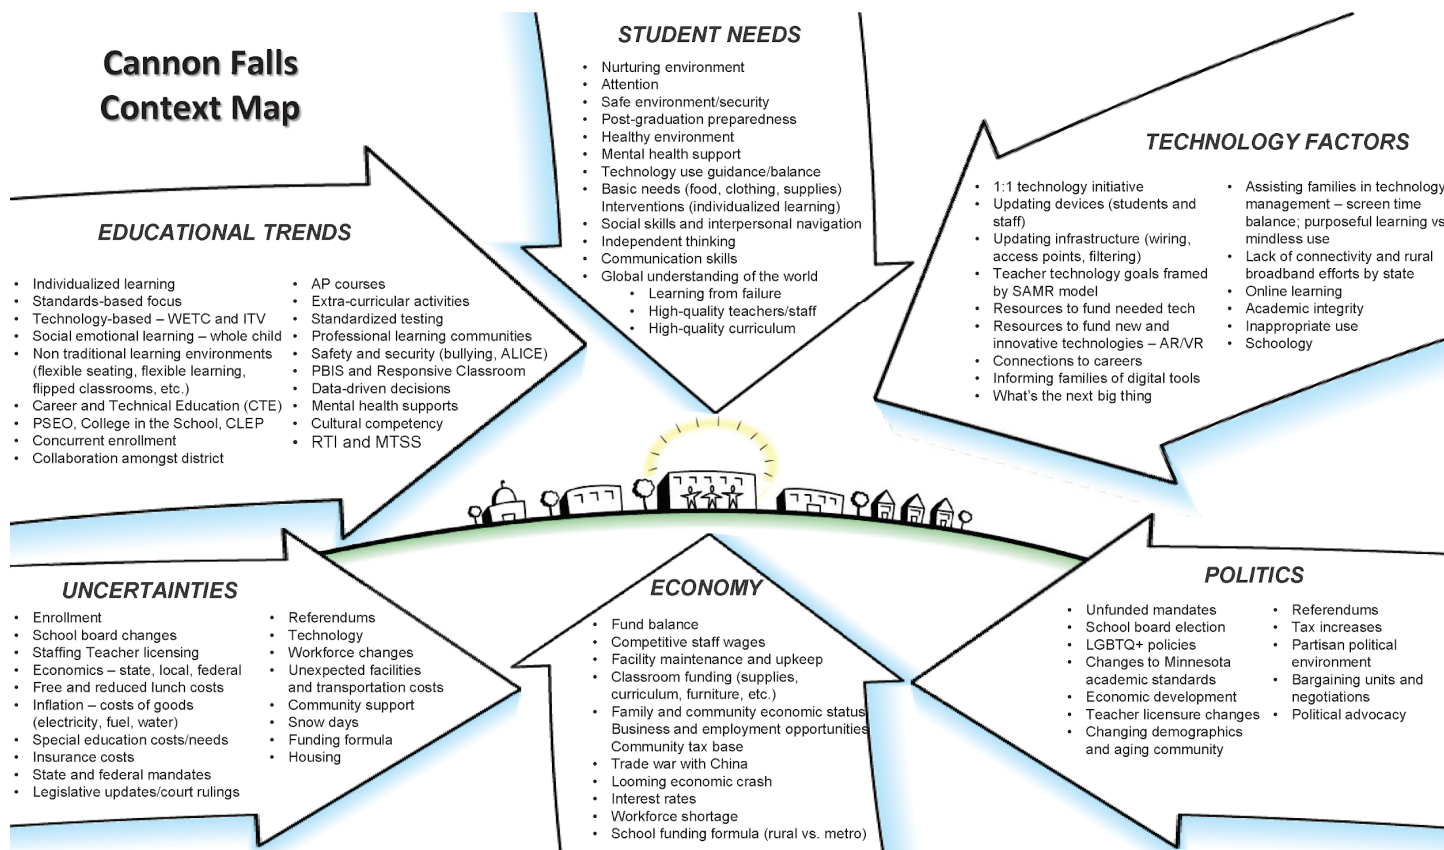 Cannon Falls
Context Map
STUDENT NEEDS
• Nurturing environment
• Attention
• Safe environment/security
• Post-graduation preparedness
• Healthy environment
• Mental health support
• Technology use guidance/balance
• Basic needs (food, clothing, supplies)
Interventions (individualized learning)
• Social skills and interpersonal navigation
• Independent thinking
• Communication skills
• Global understanding of the world
• Learning from failure
• High-quality teachers/staff
• High-quality curriculum
TECHNOLOGY FACTORS
• 1:1 technology initiative
• Updating devices (students and
staff)
• Updating infrastructure (wiring,
access points, filtering)
• Teacher technology goals framed
by SAMR model
• Resources to fund needed tech
• Resources to fund new and
innovative technologies – AR/VR
• Connections to careers
• Informing families of digital tools
• What's the next big thing
• Assisting families in technology
management – screen time
balance; purposeful learning vs
mindless use
• Lack of connectivity and rural
broadband efforts by state
• Online learning
• Academic integrity
• Inappropriate use
• Schoology
EDUCATIONAL TRENDS
• Individualized learning
• Standards-based focus
• Technology-based – WETC and ITV
• Social emotional learning – whole child
• Non traditional learning environments
(flexible seating, flexible learning,
flipped classrooms, etc.)
• Career and Technical Education (CTE)
• PSEO, College in the School, CLEP
• Concurrent enrollment
• Collaboration amongst district
• AP courses
• Extra-curricular activities
• Standardized testing
• Professional learning communities
• Safety and security (bullying, ALICE)
• PBIS and Responsive Classroom
• Data-driven decisions
• Mental health supports
• Cultural competency
• RTI and MTSS
UNCERTAINTIES
• Enrollment
• School board changes
• Staffing Teacher licensing
• Economics – state, local, federal
• Free and reduced lunch costs
• Inflation – costs of goods
(electricity, fuel, water)
• Special education costs/needs
• Insurance costs
• State and federal mandates
• Legislative updates/court rulings
• Referendums
• Technology
• Workforce changes
• Unexpected facilities
and transportation costs
• Community support
• Snow days
• Funding formula
• Housing
ECONOMY
• Fund balance
• Competitive staff wages
• Facility maintenance and upkeep
• Classroom funding (supplies,
curriculum, furniture, etc.)
• Family and community economic status
Business and employment opportunities
Community tax base
• Trade war with China
• Looming economic crash
• Interest rates
• Workforce shortage
• School funding formula (rural vs. metro)
POLITICS
• Unfunded mandates
• School board election
• LGBTQ+ policies
• Changes to Minnesota
academic standards
• Economic development
• Teacher licensure changes
• Changing demographics
and aging community
• Referendums
• Tax increases
• Partisan political
environment
• Bargaining units and
negotiations
• Political advocacy